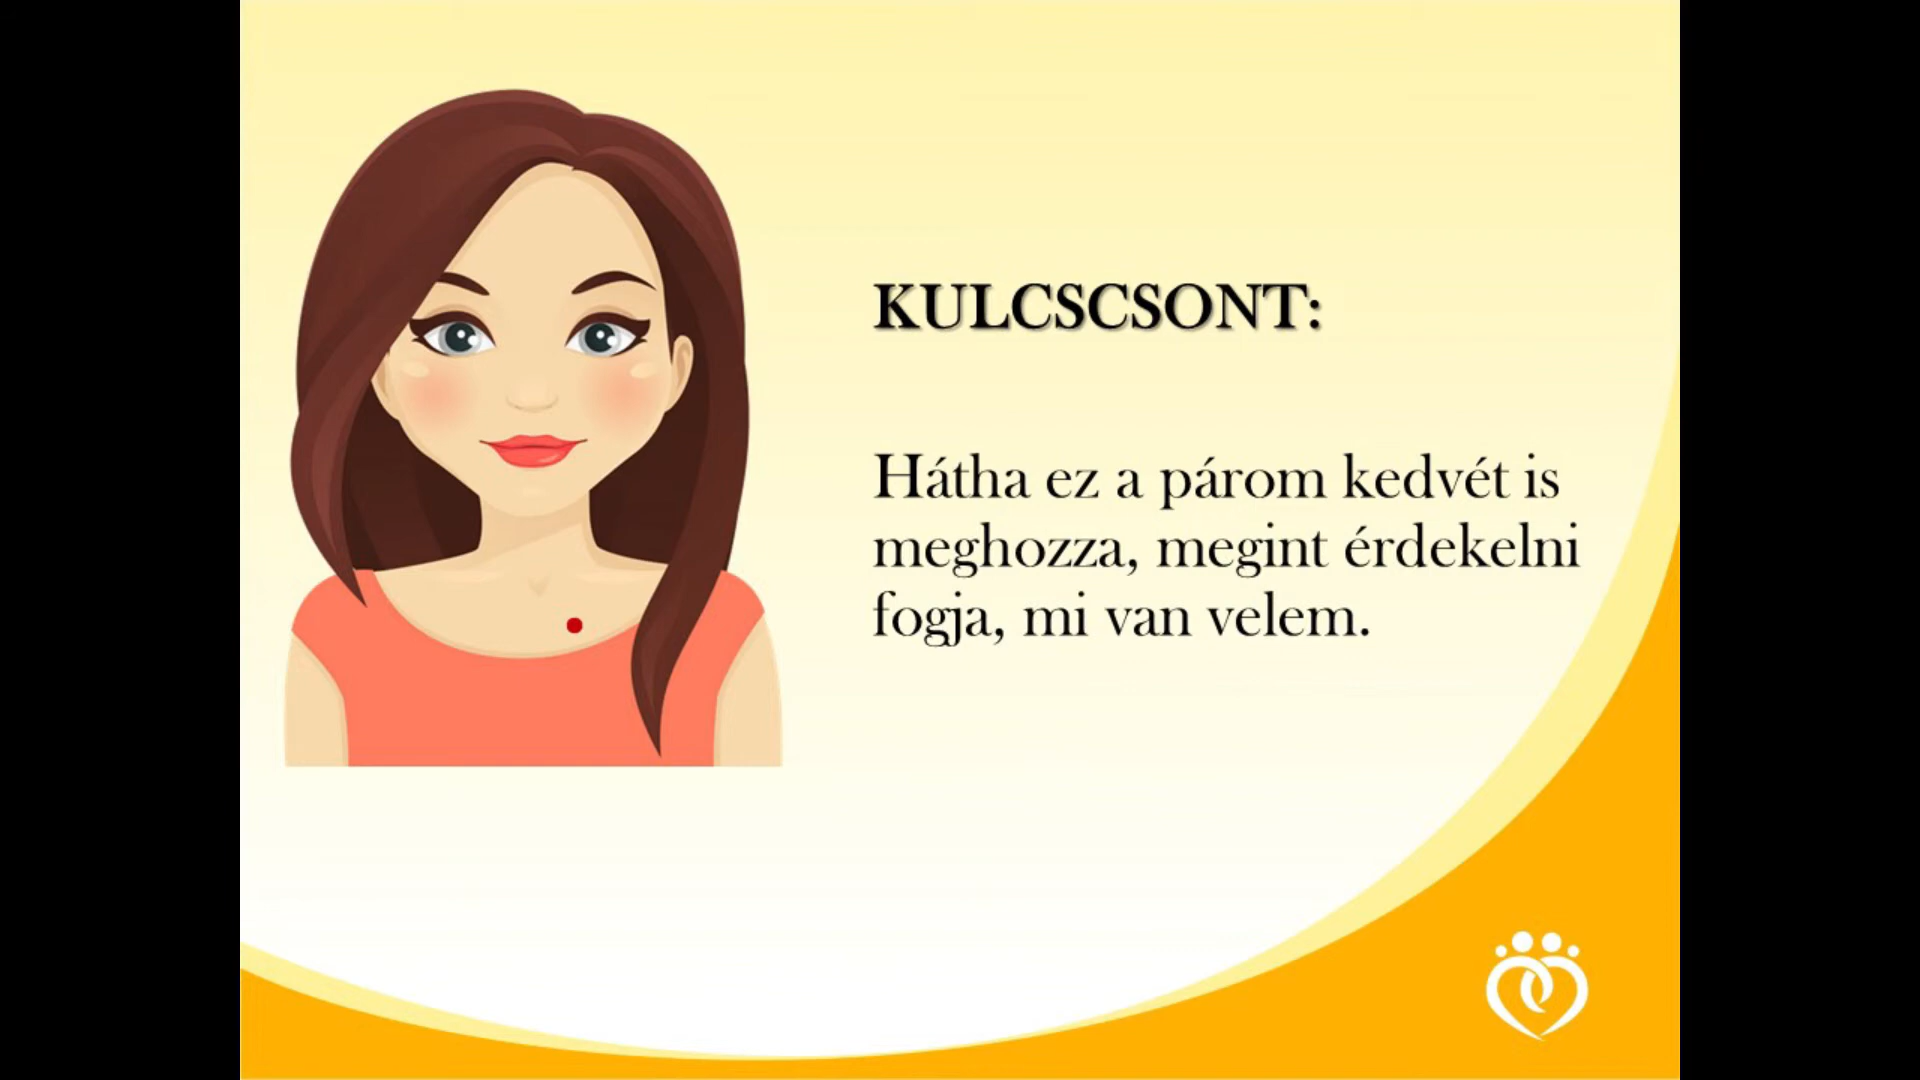 KULCSCSONT:
Hátha ez a párom kedvét is
meghozza, megint érdekelni
fogja, mi van velem.